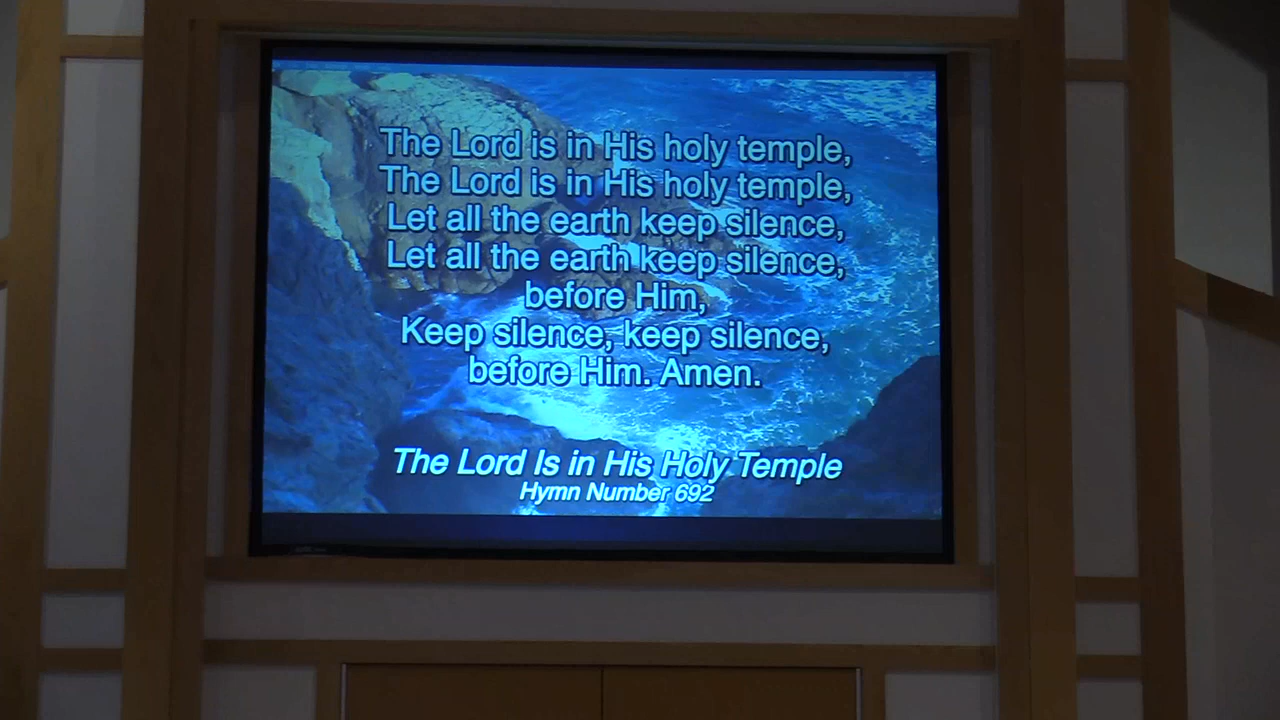 The Lord is in His holy temple,
The Lord is in His holy temple,
Let all the earth keep silence,
Let all the earth keep silence,
before Him,
Keep silence, keep silence,
before Him. Amen.
The Lord Is in His Holy Temple
Hymn Number 692